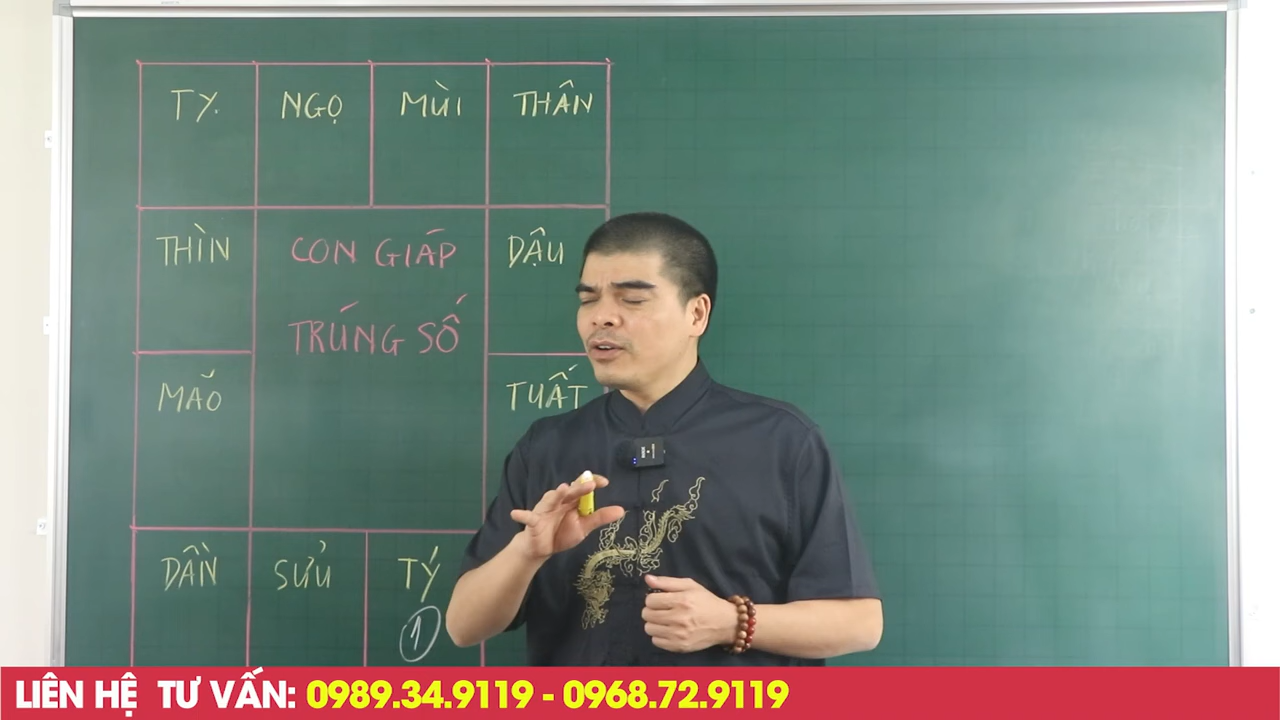 TỴ NGỌ MÙI THÂN
THÌN CON GIÁP DẬU
TRÚNG SỐ
MÃO TUẤT
DẦN SỬU TÝ
1
LIÊN HỆ TƯ VẤN: 0989.34.9119 - 0968.72.9119